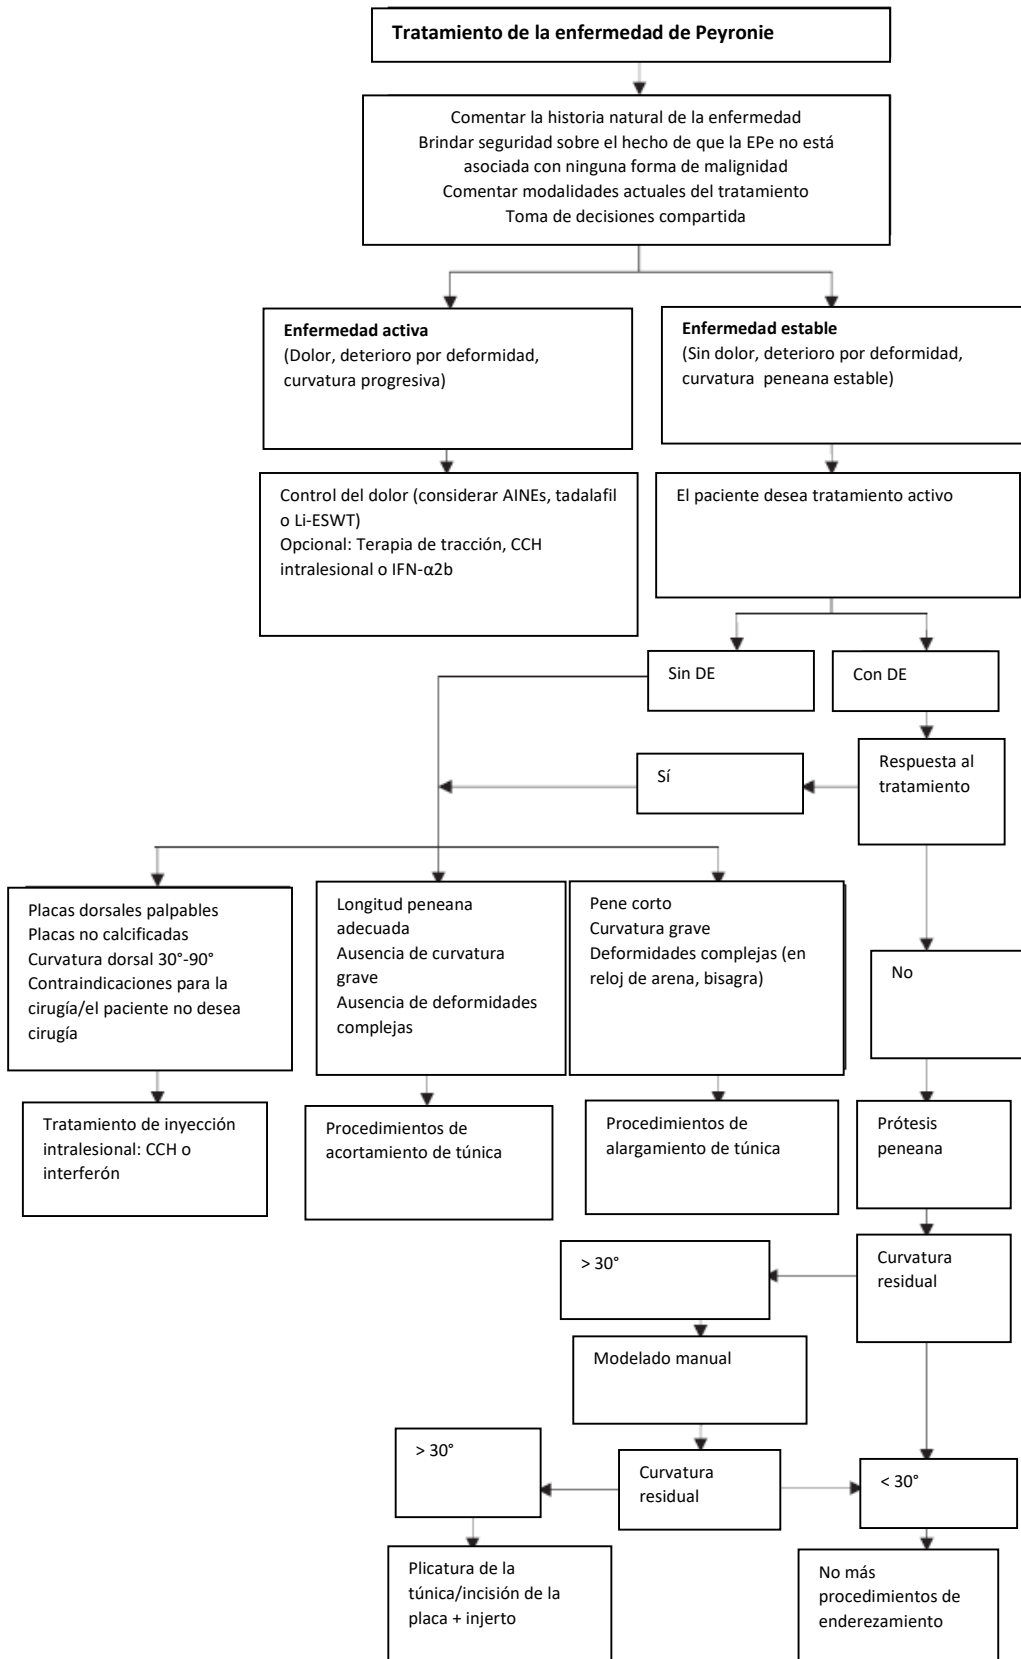 Tratamiento de la enfermedad de Peyronie
Comentar la historia natural de la enfermedad
Brindar seguridad sobre el hecho de que la EPe no está
asociada con ninguna forma de malignidad
Comentar modalidades actuales del tratamiento
Toma de decisiones compartida
Enfermedad activa
(Dolor, deterioro por deformidad,
curvatura progresiva)
Enfermedad estable
(Sin dolor, deterioro por deformidad,
curvatura peneana estable)
Control del dolor (considerar AINEs, tadalafil
o Li-ESWT)
Opcional: Terapia de tracción, CCH
intralesional o IFN-α2b
El paciente desea tratamiento activo
Sin DE
Con DE
Sí
Respuesta al
tratamiento
Placas dorsales palpables
Placas no calcificadas
Curvatura dorsal 30°-90°
Contraindicaciones para la
cirugía/el paciente no desea
cirugía
Longitud peneana
adecuada
Ausencia de curvatura
grave
Ausencia de deformidades
complejas
Pene corto
Curvatura grave
Deformidades complejas (en
reloj de arena, bisagra)
No
Tratamiento de inyección
intralesional: CCH o
interferón
Procedimientos de
acortamiento de túnica
Procedimientos de
alargamiento de túnica
Prótesis
peneana
> 30°
Curvatura
residual
Modelado manual
> 30°
Curvatura
residual
< 30°
Plicatura de la
túnica/incisión de la
placa + injerto
No más
procedimientos de
enderezamiento